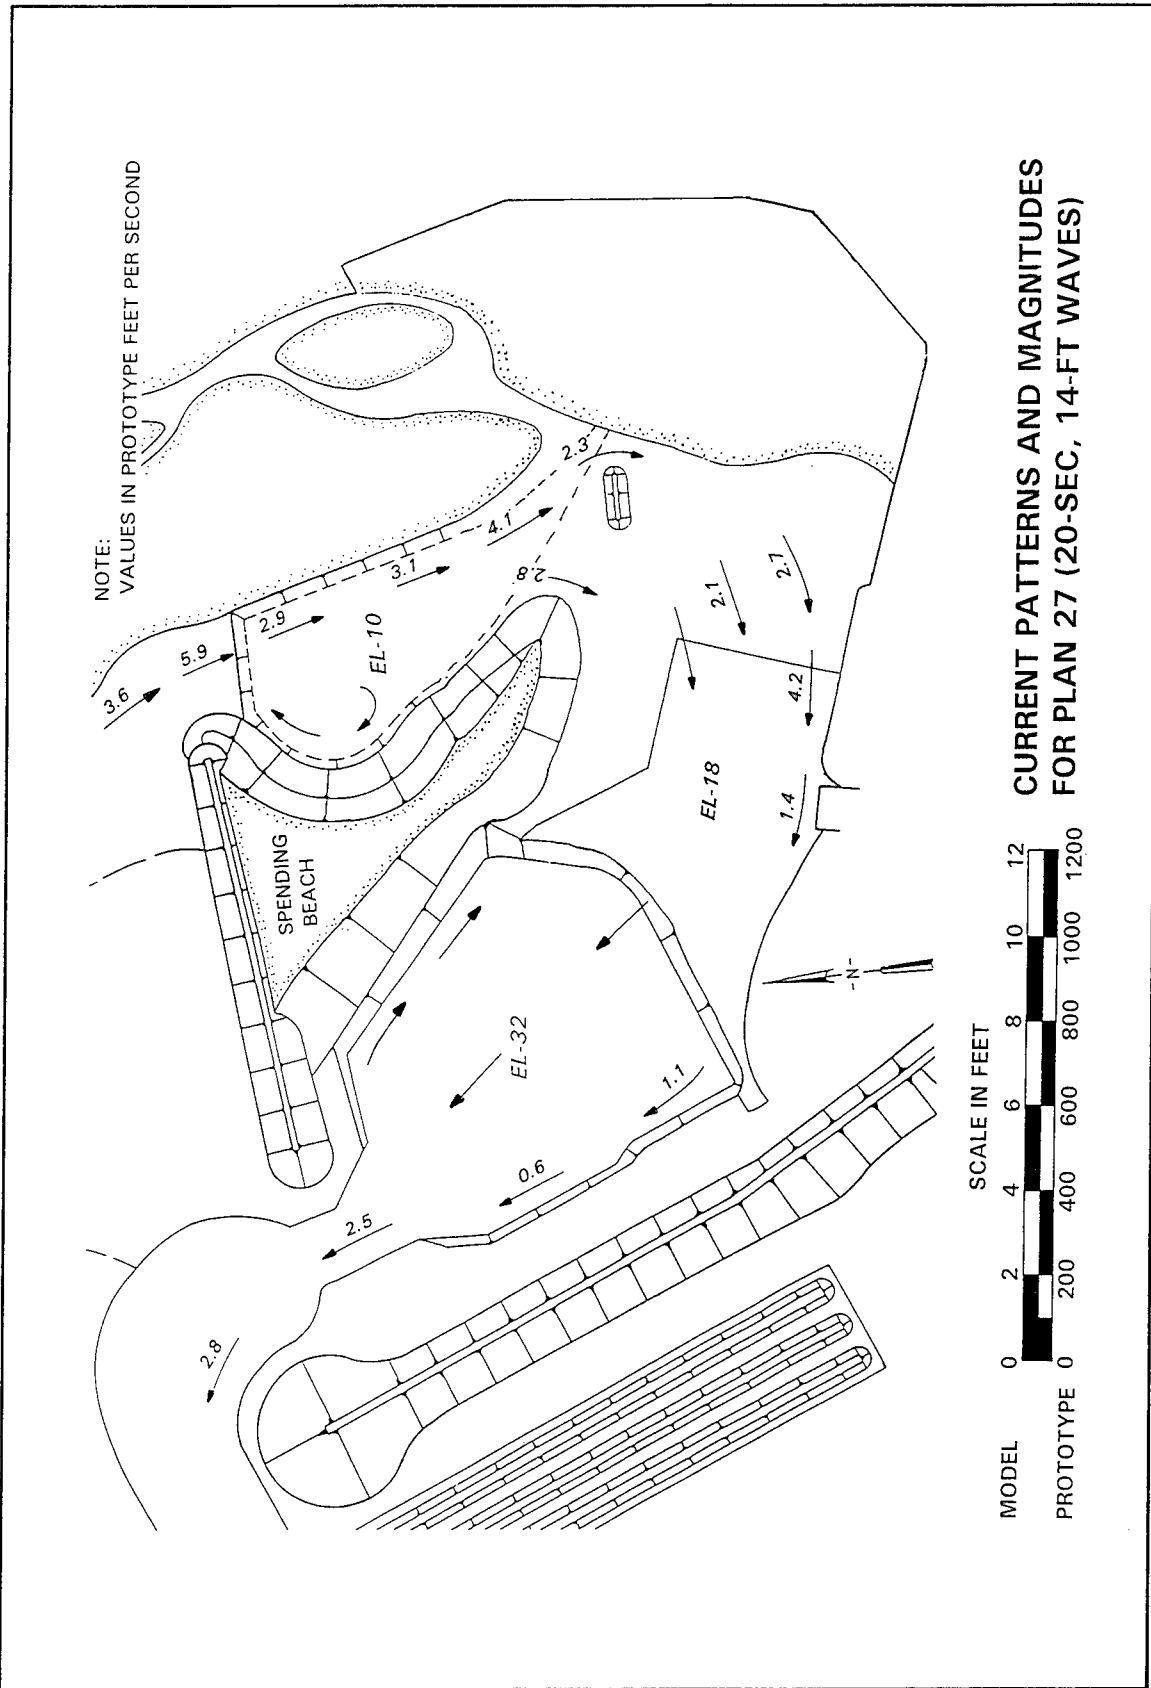 NOTE:
VALUES IN PROTOTYPE FEET PER SECOND
3.6
5.9
2.9
3.1
4.1
2.3
2.8
EL-10
SPENDING
BEACH
2.1
2.7
4.2
1.4
EL-18
EL-32
1.1
0.6
2.5
2.8
-N-
SCALE IN FEET
MODEL 0 2 4 6 8 10 12
PROTOTYPE 0 200 400 600 800 1000 1200
CURRENT PATTERNS AND MAGNITUDES
FOR PLAN 27 (20-SEC, 14-FT WAVES)